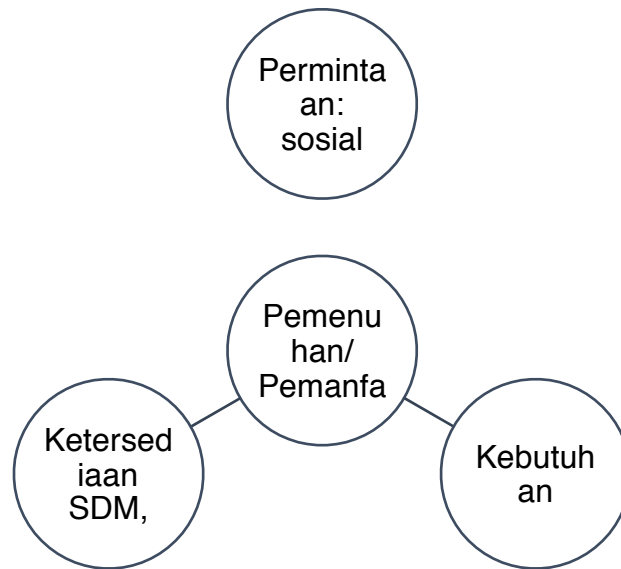 Perminta
an:
sosial
Pemenu
han/
Pemanfa
Ketersed
iaan
SDM,
Kebutuh
an